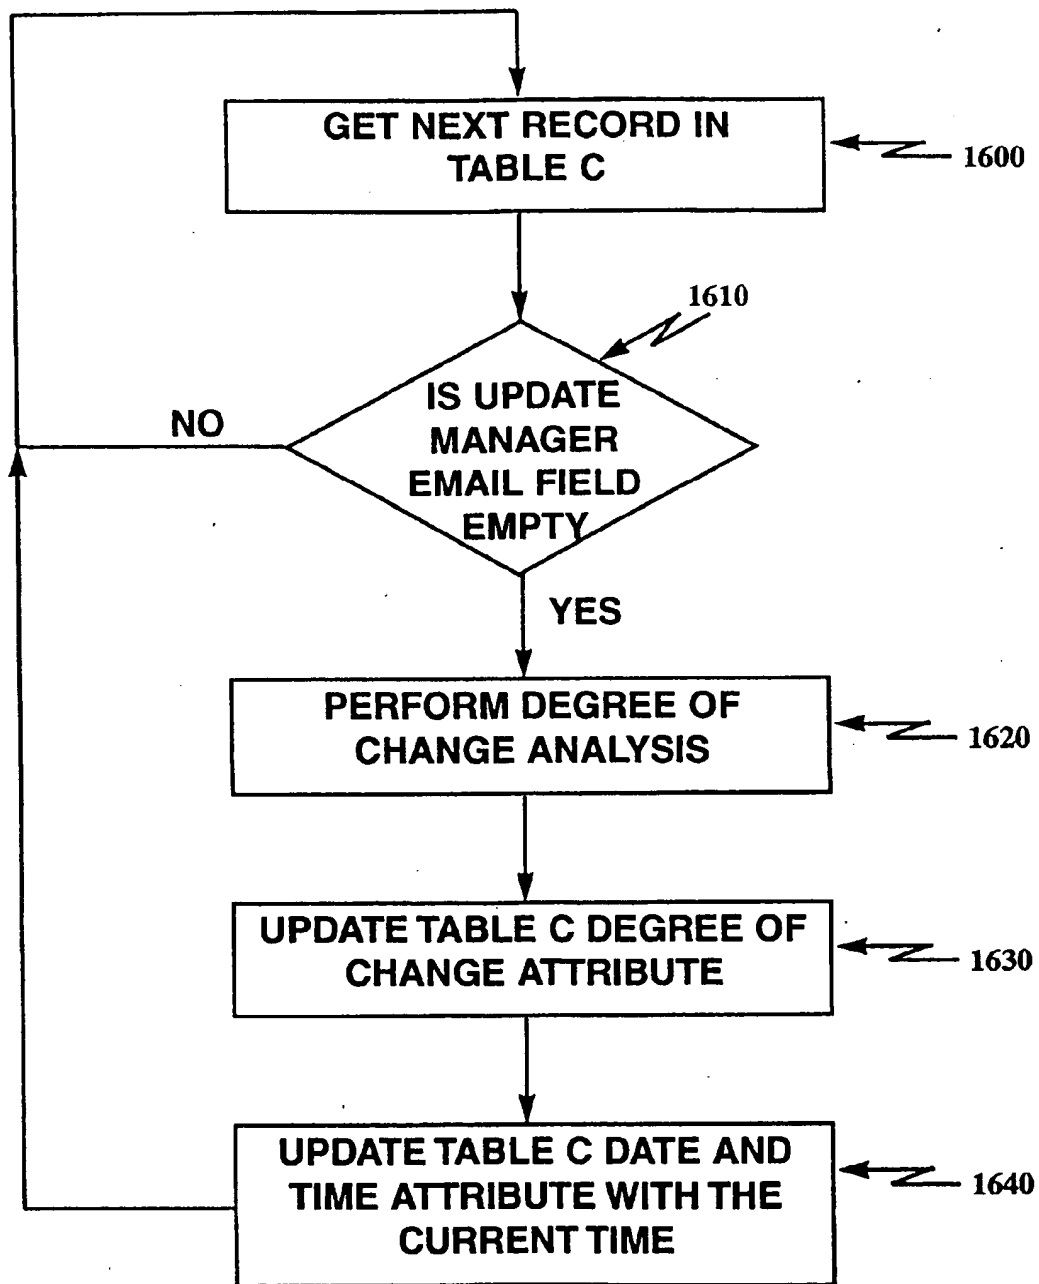 GET NEXT RECORD IN
TABLE C
1600
1610
IS UPDATE
MANAGER
EMAIL FIELD
EMPTY
NO
YES
PERFORM DEGREE OF
CHANGE ANALYSIS
1620
UPDATE TABLE C DEGREE OF
CHANGE ATTRIBUTE
1630
UPDATE TABLE C DATE AND
TIME ATTRIBUTE WITH THE
CURRENT TIME
1640